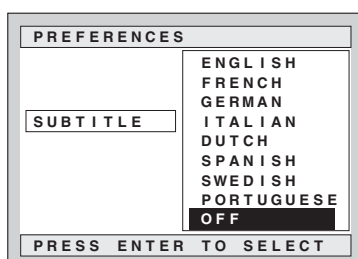 PREFERENCES
ENGLISH
FRENCH
GERMAN
SUBTITLE
ITALIAN
DUTCH
SPANISH
SWEDISH
PORTUGUESE
OFF
PRESS ENTER TO SELECT